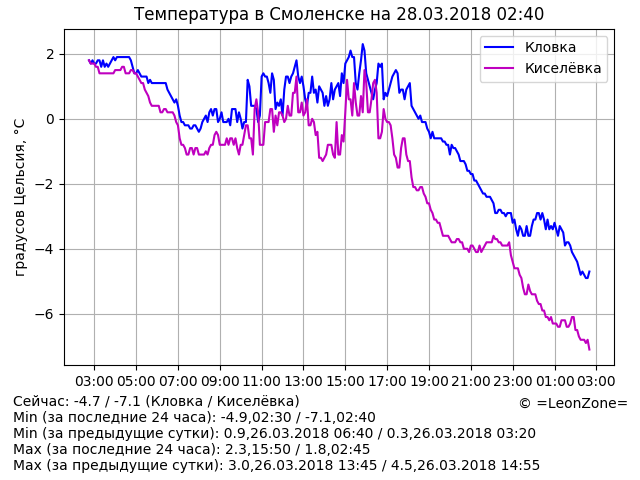 Температура в Смоленске на 28.03.2018 02:40
Кловка
Киселёвка
градусов Цельсия, °C
2
0
−2
−4
−6
03:00 05:00 07:00 09:00 11:00 13:00 15:00 17:00 19:00 21:00 23:00 01:00 03:00
Сейчас: -4.7 / -7.1 (Кловка / Киселёвка)
© =LeonZone=
Min (за последние 24 часа): -4.9,02:30 / -7.1,02:40
Min (за предыдущие сутки): 0.9,26.03.2018 06:40 / 0.3,26.03.2018 03:20
Max (за последние 24 часа): 2.3,15:50 / 1.8,02:45
Max (за предыдущие сутки): 3.0,26.03.2018 13:45 / 4.5,26.03.2018 14:55